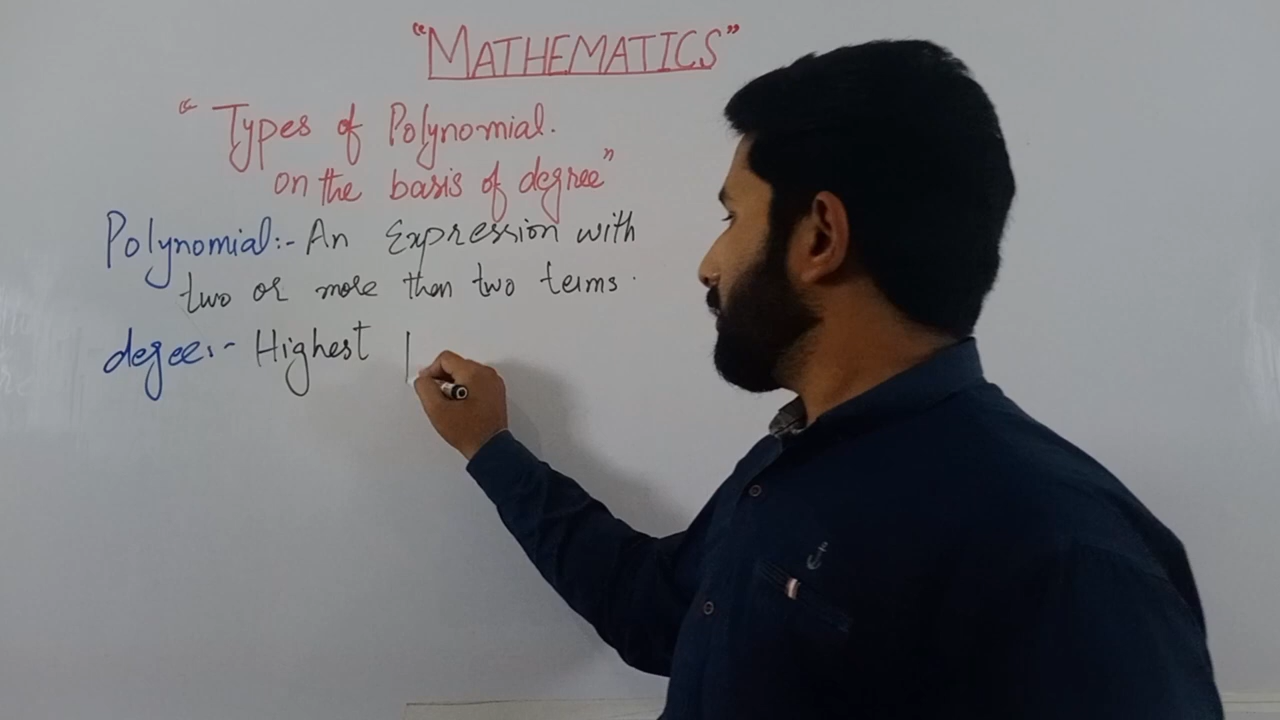 "MATHEMATICS"
"Types of Polynomial.
on the basis of degree"
Polynomial:- An Expression with
two or more than two terms.
degee:- Highest